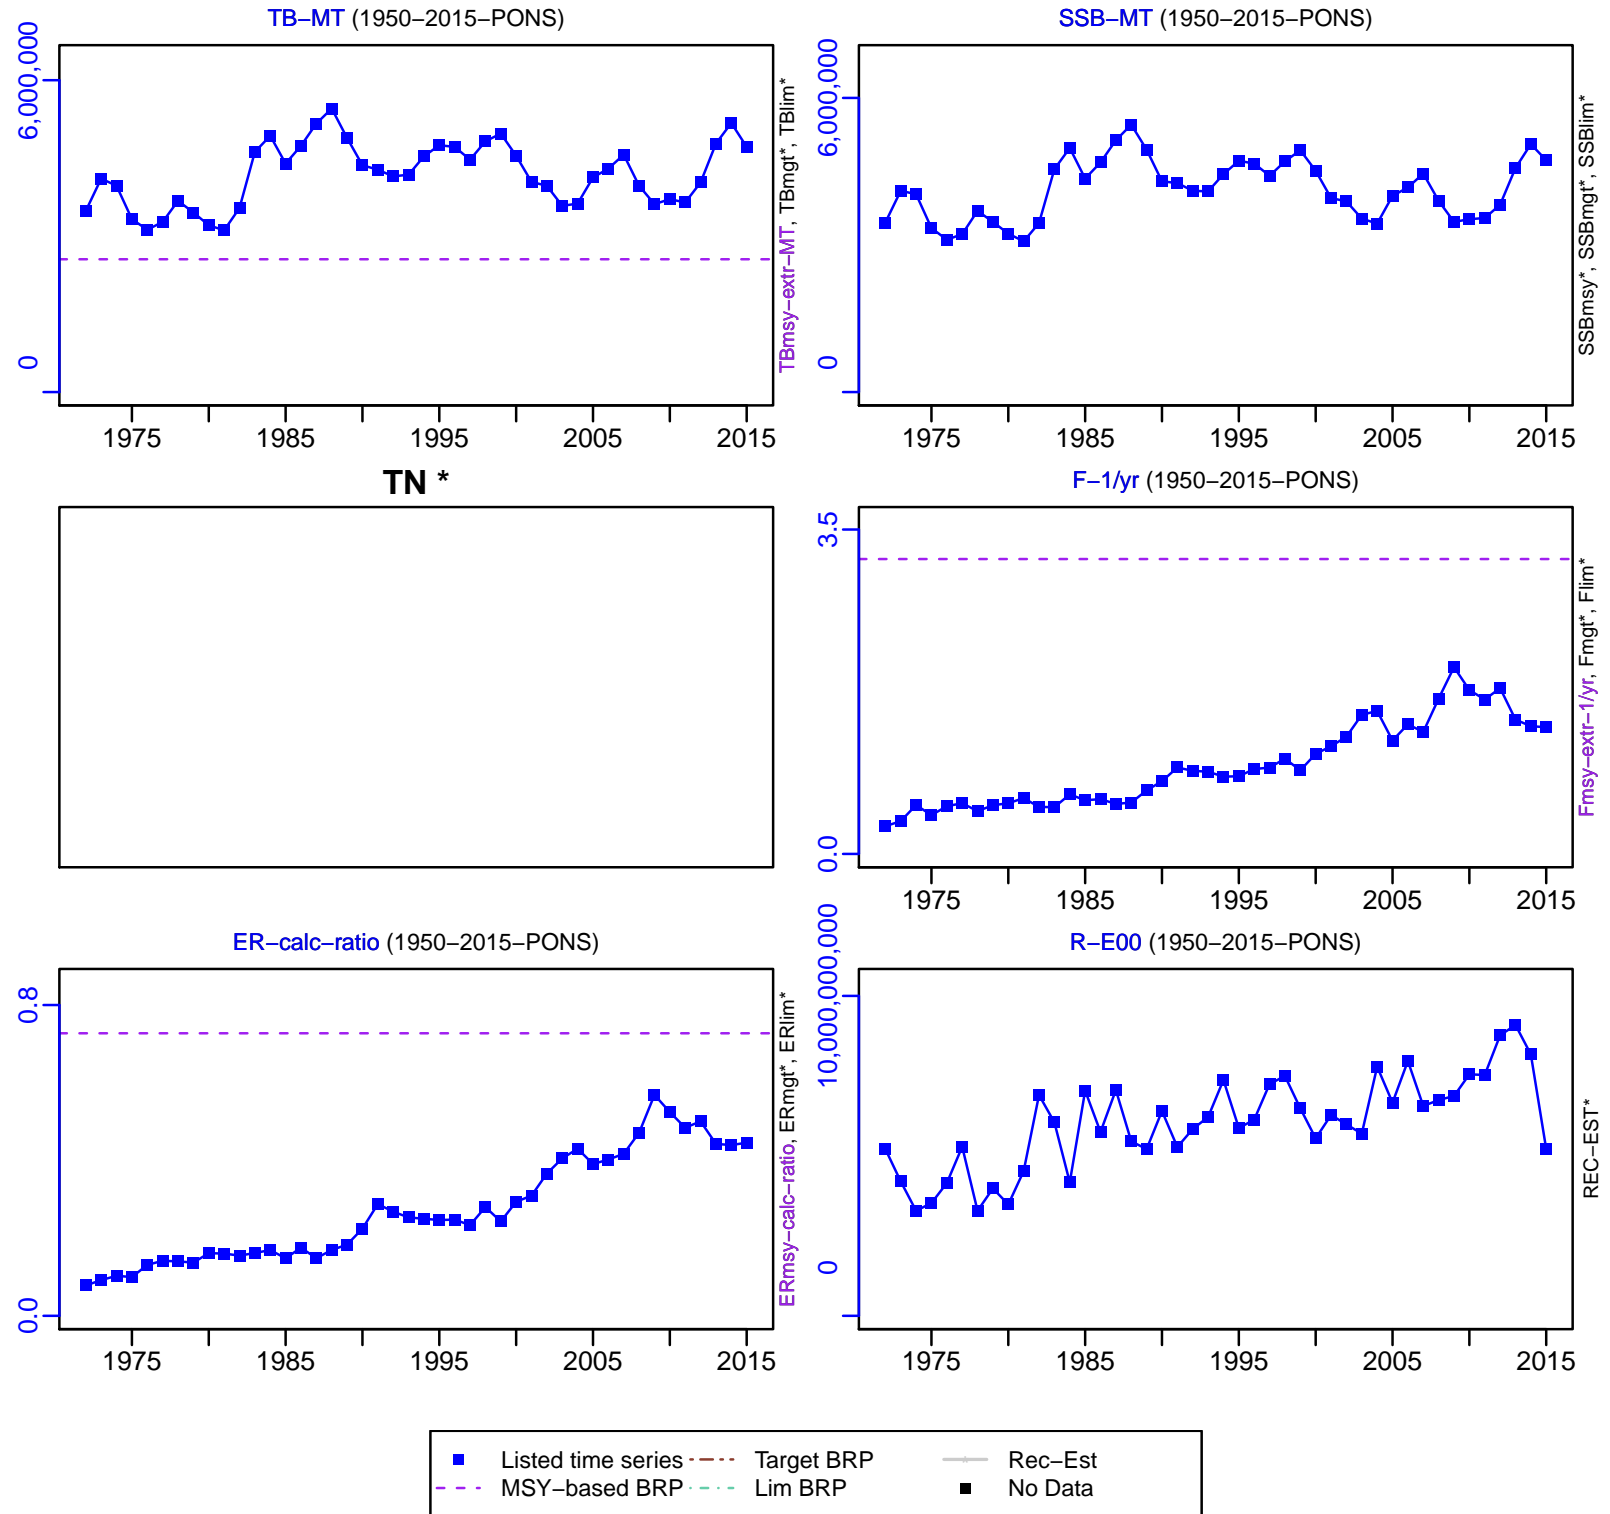 TB−MT (1950−2015−PONS)
6,000,000
0
1975 1985 1995 2005 2015
TBmsy−extr−MT, TBmgt*, TBlim*
SSB−MT (1950−2015−PONS)
6,000,000
0
1975 1985 1995 2005 2015
SSBmsy*, SSBmgt*, SSBlim*
TN *
F−1/yr (1950−2015−PONS)
3.5
0.0
1975 1985 1995 2005 2015
Fmsy−extr−1/yr, Fmgt*, Flim*
ER−calc−ratio (1950−2015−PONS)
0.8
0.0
1975 1985 1995 2005 2015
ERmsy−calc−ratio, ERmgt*, ERlim*
R−E00 (1950−2015−PONS)
10,000,000,000
0
1975 1985 1995 2005 2015
REC−EST*
Listed time series Target BRP Rec−Est
MSY−based BRP Lim BRP No Data